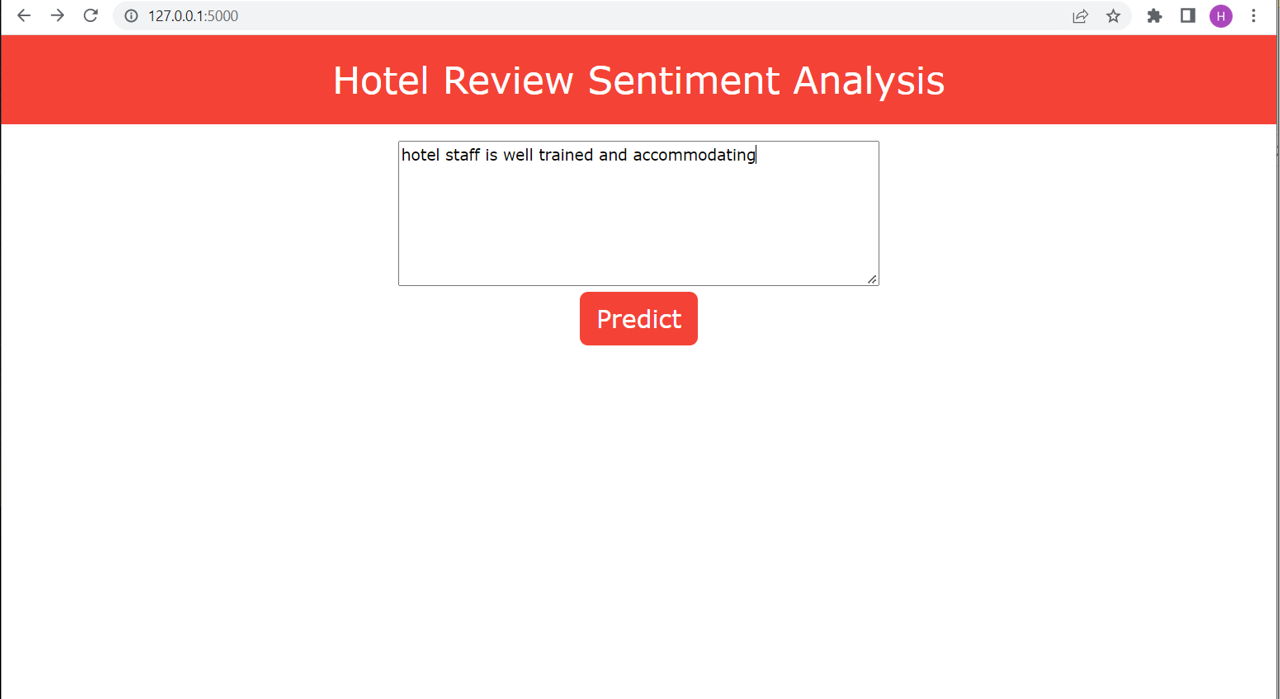 127.0.0.1:5000
H
Hotel Review Sentiment Analysis
hotel staff is well trained and accommodating
Predict